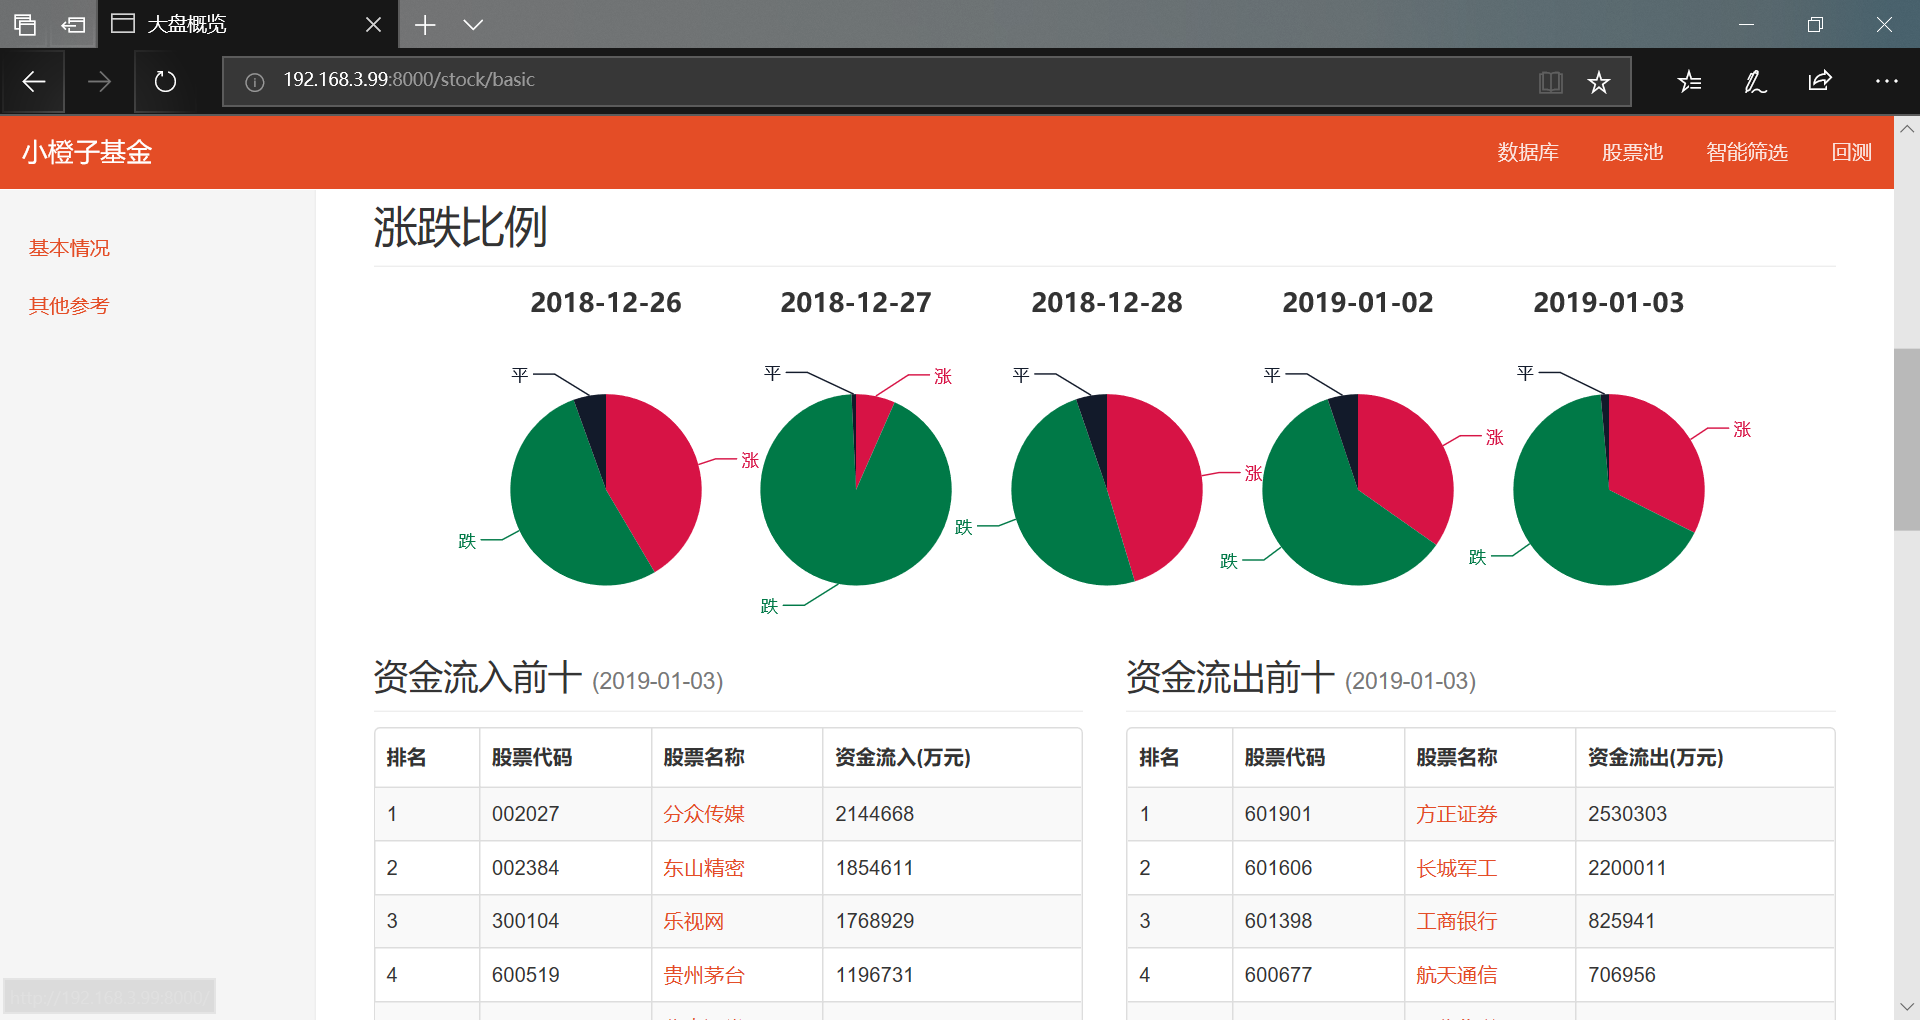 大盘概览
192.168.3.99:8000/stock/basic
小橙子基金
数据库 股票池 智能筛选 回测
基本情况
其他参考
涨跌比例
2018-12-26 2018-12-27 2018-12-28 2019-01-02 2019-01-03
平 涨 跌
平 涨 跌
平 涨 跌
平 涨 跌
平 涨 跌
资金流入前十 (2019-01-03)
排名 股票代码 股票名称 资金流入(万元)
1 002027 分众传媒 2144668
2 002384 东山精密 1854611
3 300104 乐视网 1768929
4 600519 贵州茅台 1196731
资金流出前十 (2019-01-03)
排名 股票代码 股票名称 资金流出(万元)
1 601901 方正证券 2530303
2 601606 长城军工 2200011
3 601398 工商银行 825941
4 600677 航天通信 706956
http://192.168.3.99:8000/